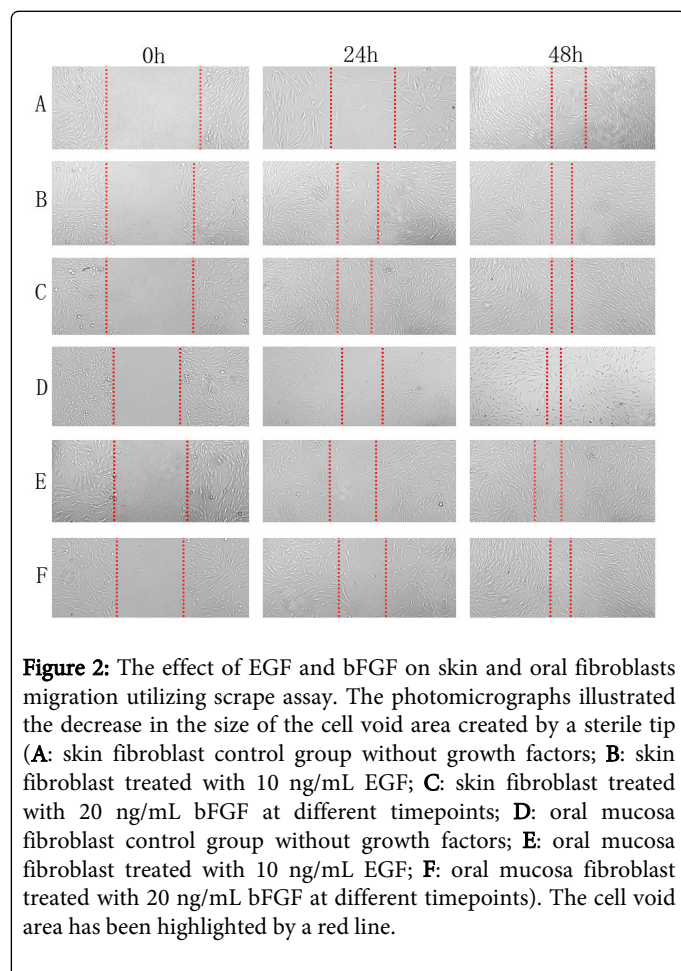 0h 24h 48h
A
B
C
D
E
F
Figure 2: The effect of EGF and bFGF on skin and oral fibroblasts
migration utilizing scrape assay. The photomicrographs illustrated
the decrease in the size of the cell void area created by a sterile tip
(A: skin fibroblast control group without growth factors; B: skin
fibroblast treated with 10 ng/mL EGF; C: skin fibroblast treated
with 20 ng/mL bFGF at different timepoints; D: oral mucosa
fibroblast control group without growth factors; E: oral mucosa
fibroblast treated with 10 ng/mL EGF; F: oral mucosa fibroblast
treated with 20 ng/mL bFGF at different timepoints). The cell void
area has been highlighted by a red line.